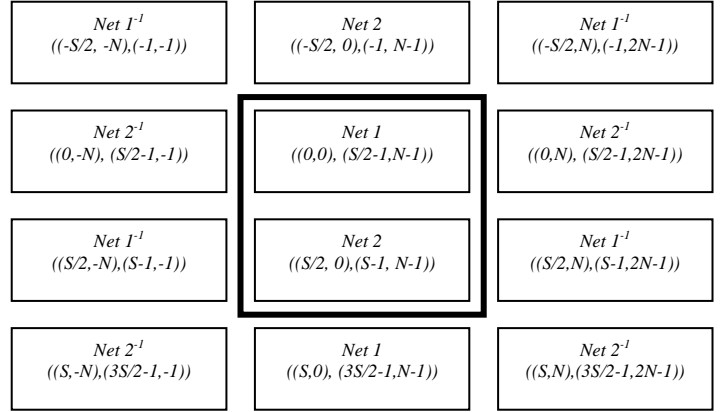 Net 1⁻¹
((-S/2, -N),(-1,-1))
Net 2
((-S/2, 0),(-1, N-1))
Net 1⁻¹
((-S/2,N),(-1,2N-1))
Net 2⁻¹
((0,-N), (S/2-1,-1))
Net 1
((0,0), (S/2-1,N-1))
Net 2⁻¹
((0,N), (S/2-1,2N-1))
Net 1⁻¹
((S/2,-N),(S-1,-1))
Net 2
((S/2, 0),(S-1, N-1))
Net 1⁻¹
((S/2,N),(S-1,2N-1))
Net 2⁻¹
((S,-N),(3S/2-1,-1))
Net 1
((S,0), (3S/2-1,N-1))
Net 2⁻¹
((S,N),(3S/2-1,2N-1))